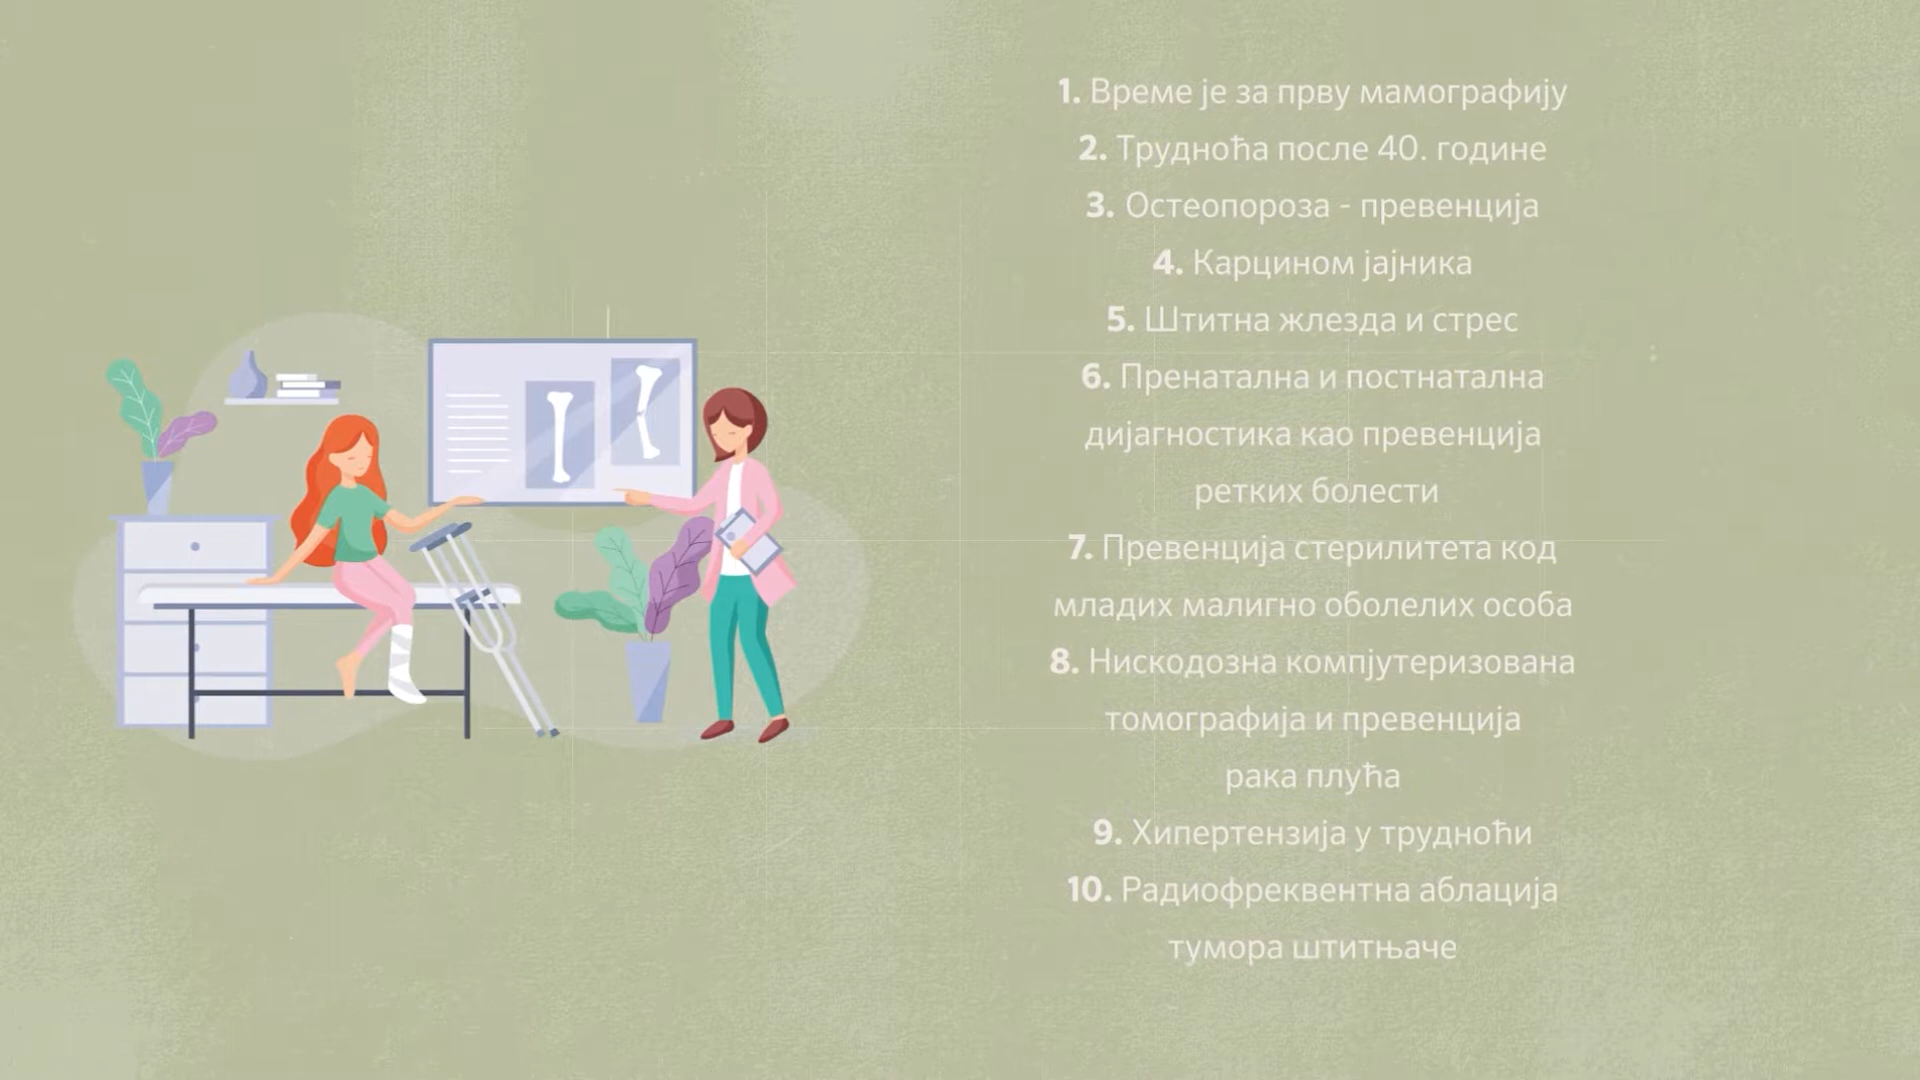 1. Време је за прву мамографију
2. Трудноћа после 40. године
3. Остеопороза - превенција
4. Карцином јајника
5. Штитна жлезда и стрес
6. Пренатална и постнатална
дијагностика као превенција
ретких болести
7. Превенција стерилитета код
младих малигно оболелих особа
8. Нискодозна компјутеризована
томографија и превенција
рака плућа
9. Хипертензија у трудноћи
10. Радиофреквентна аблација
тумора штитњаче